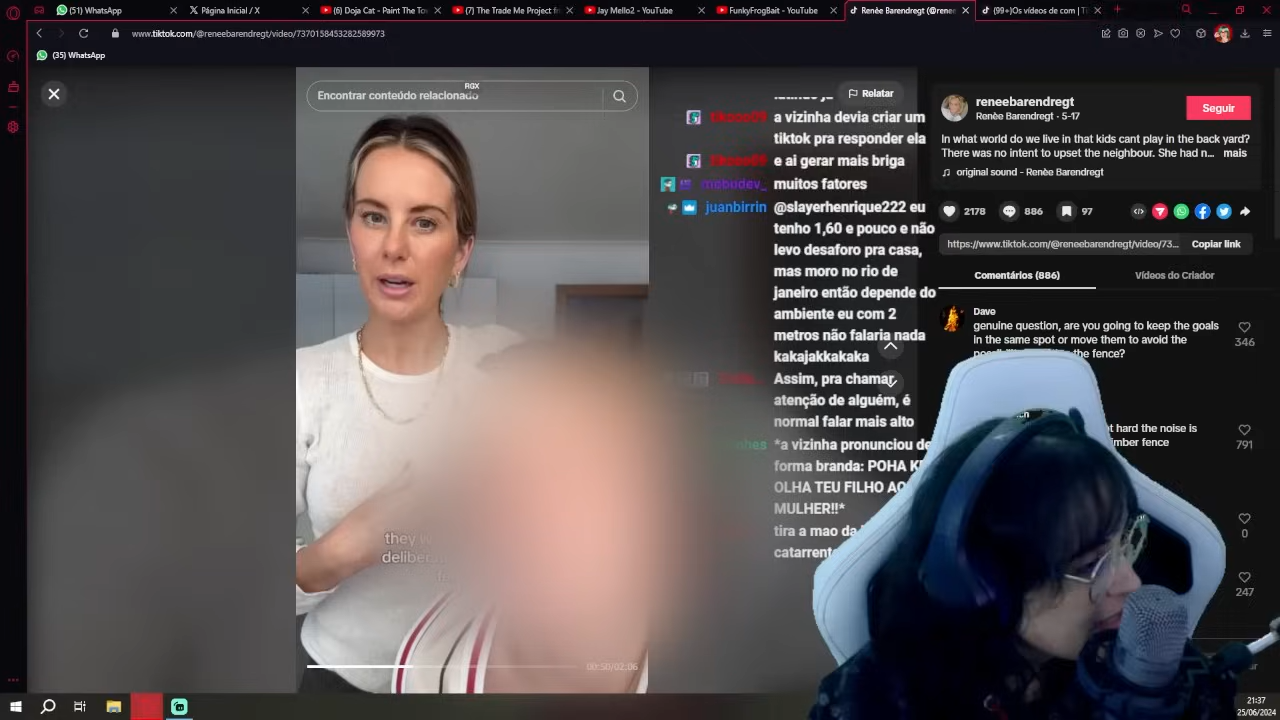 (51) WhatsApp
Página Inicial / X
(6) Doja Cat - Paint The To
(7) The Trade Me Project f
Jay Mello2 - YouTube
FunkyFrogBait - YouTube
Renée Barendregt (@rene
(99+)Os vídeos de com | Ti
www.tiktok.com/@reneebarendregt/video/7370158453282589973
(35) WhatsApp
RGX
Encontrar conteúdo relacionado
Relatar
a vizinha devia criar um
tiktok pra responder ela
e ai gerar mais briga
mobudev_ muitos fatores
juanbirrin @slayerhenrique222 eu
tenho 1,60 e pouco e não
levo desaforo pra casa,
mas moro no rio de
janeiro então depende do
ambiente eu com 2
metros não falaria nada
kakajakkakaka
Assim, pra chamar
atenção de alguém, é
normal falar mais alto
*a vizinha pronunciou de
forma branda: POHA
OLHA TEU FILHO AO
MULHER!!*
tira a mao da
catarrent
they w
deliber
00:50/02:06
reneebarendregt
Renèe Barendregt · 5-17
Seguir
In what world do we live in that kids cant play in the back yard?
There was no intent to upset the neighbour. She had n... mais
original sound - Renèe Barendregt
2178
886
97
https://www.tiktok.com/@reneebarendregt/video/73...
Copiar link
Comentários (886)
Vídeos do Criador
Dave
genuine question, are you going to keep the goals
in the same spot or move them to avoid the
the fence?
346
t hard the noise is
mber fence
791
0
247
21:37
25/06/2024